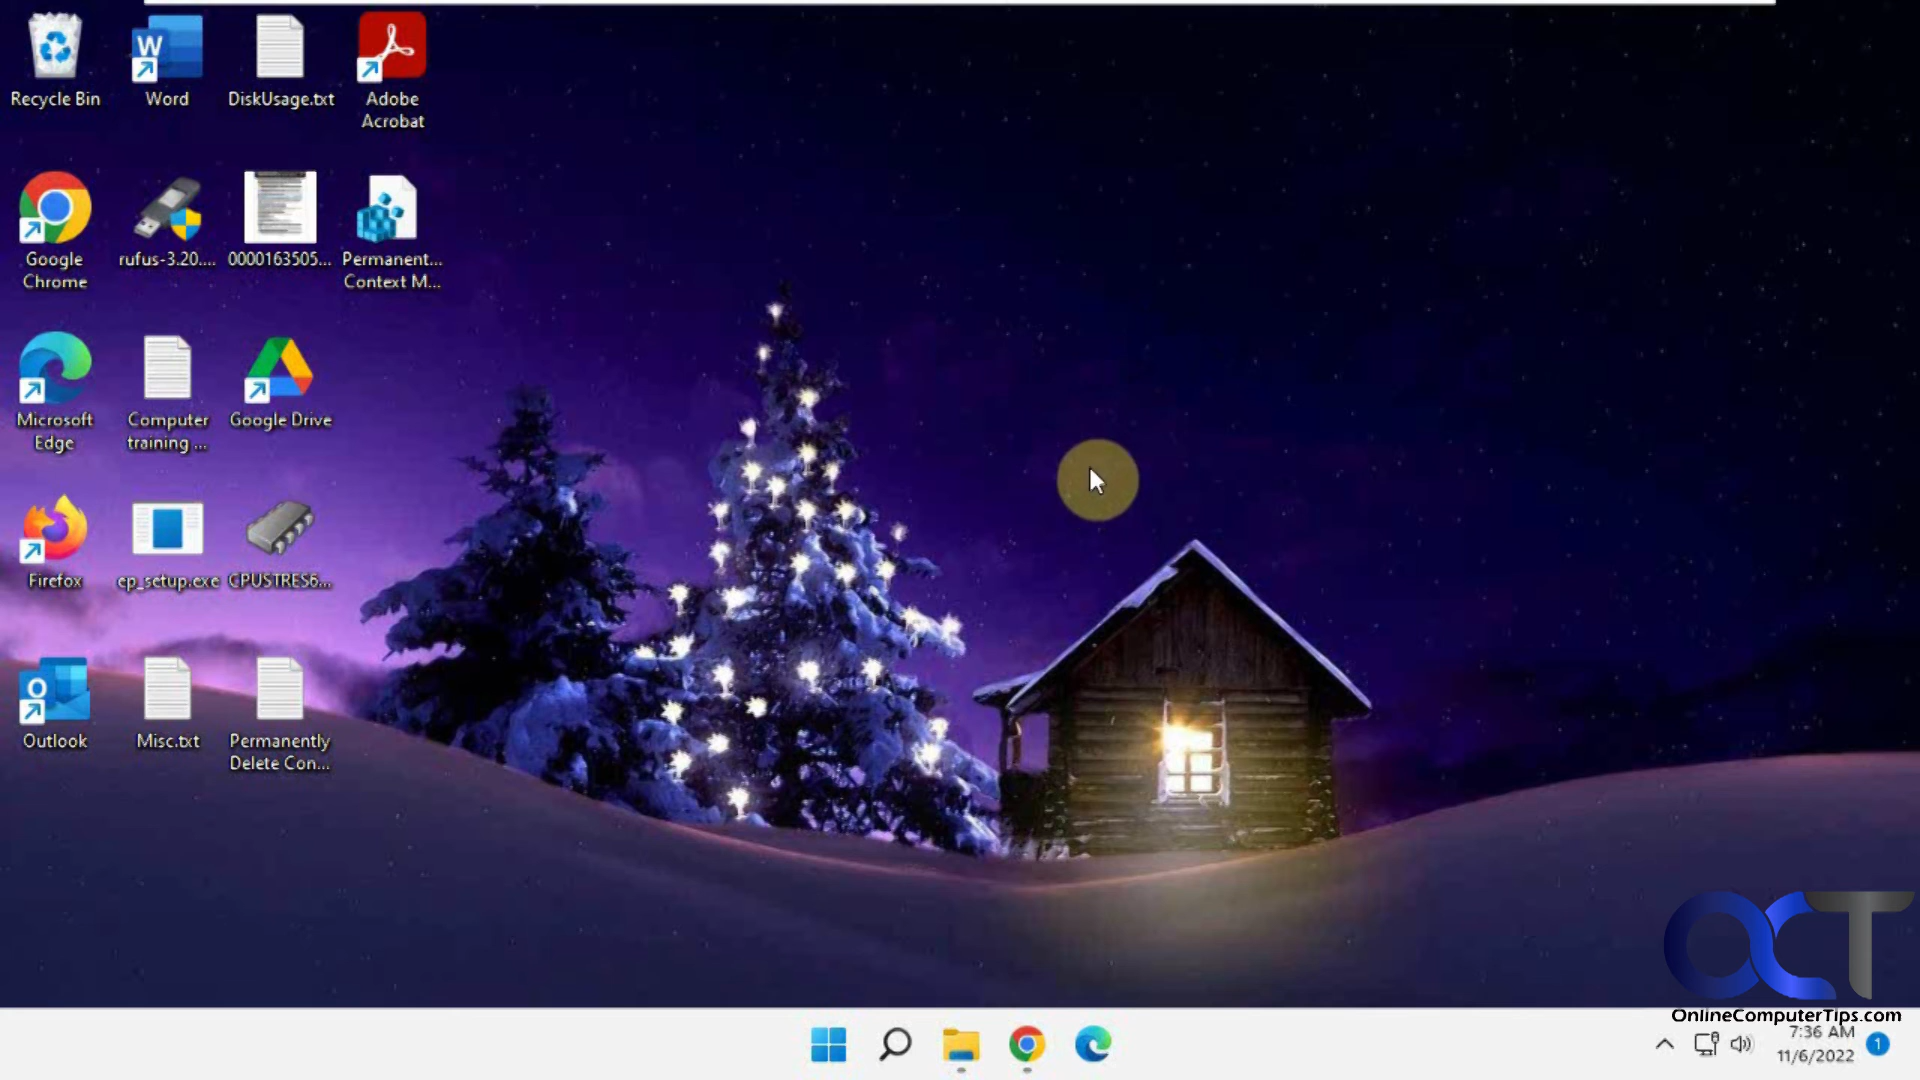 Recycle Bin
Word
DiskUsage.txt
Adobe
Acrobat
Google
Chrome
rufus-3.20....
0000163505...
Permanent...
Context M...
Microsoft
Edge
Computer
training ...
Google Drive
Firefox
ep_setup.exe
CPUSTRES6...
Outlook
Misc.txt
Permanently
Delete Con...
OCT
OnlineComputerTips.com
7:36 AM
11/6/2022
1